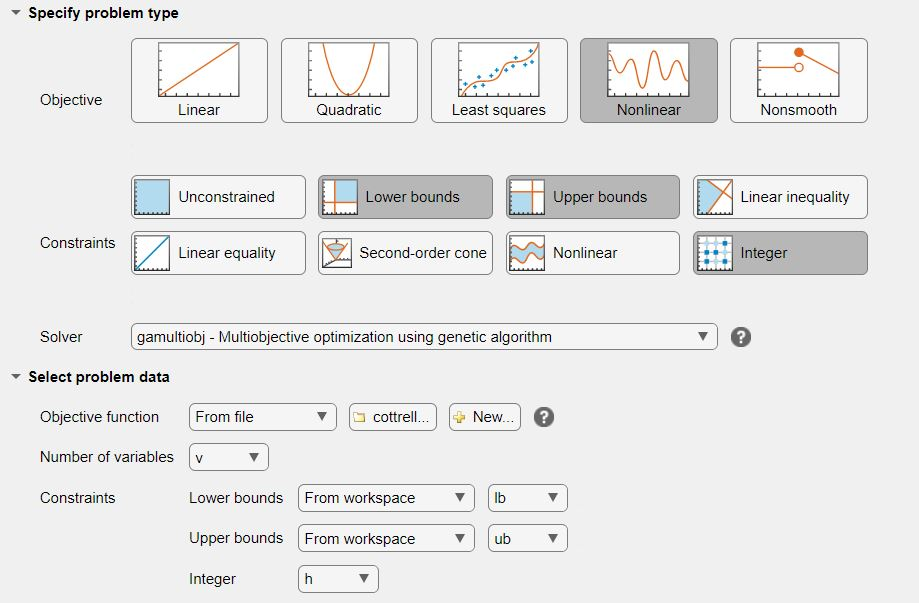 Specify problem type
Objective
Linear
Quadratic
Least squares
Nonlinear
Nonsmooth
Constraints
Unconstrained
Lower bounds
Upper bounds
Linear inequality
Linear equality
Second-order cone
Nonlinear
Integer
Solver
gamultiobj - Multiobjective optimization using genetic algorithm
?
Select problem data
Objective function
From file
cottrell...
New...
?
Number of variables
v
Constraints
Lower bounds
From workspace
lb
Upper bounds
From workspace
ub
Integer
h